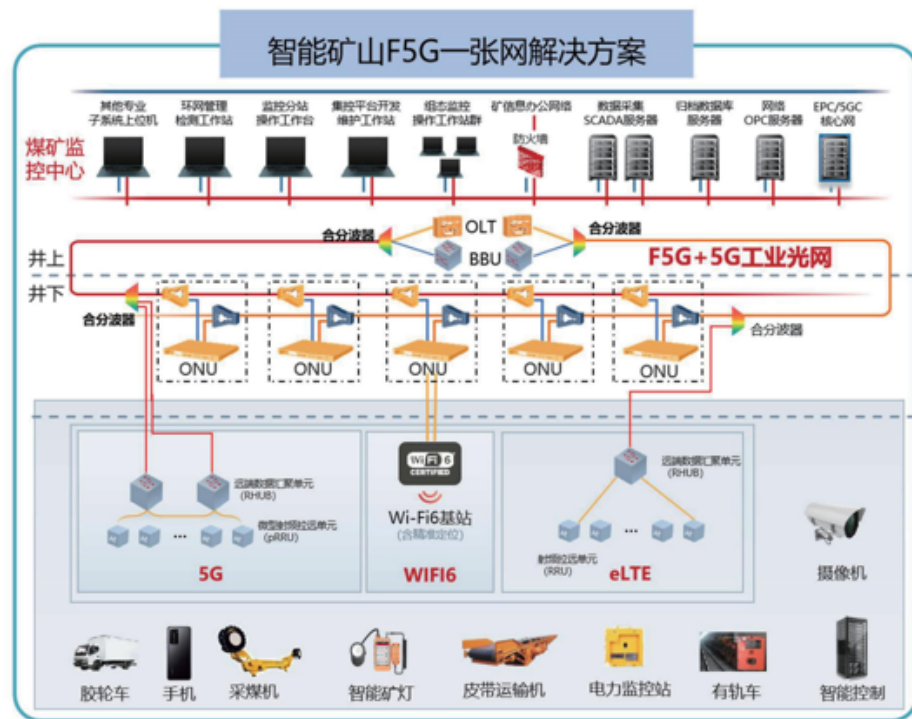 智能矿山F5G一张网解决方案
其他专业
子系统上位机
环网管理
检测工作站
监控分站
操作工作台
集控平台开发
维护工作站
组态监控
操作工作站群
矿信息办公网络
防火墙
数据采集
SCADA服务器
归档数据库
服务器
网络
OPC服务器
EPC/5GC
核心网
煤矿监
控中心
合分波器
OLT
BBU
合分波器
井上
F5G+5G工业光网
井下
合分波器
合分波器
ONU
ONU
ONU
ONU
ONU
远端数据汇聚单元
(RHUB)
微型射频拉远单元
(pRRU)
...
5G
Wi Fi 6
CERTIFIED
Wi-Fi6基站
(含精准定位)
WIFI6
远端数据汇聚单元
(RHUB)
...
射频拉远单元
(RRU)
eLTE
摄像机
胶轮车
手机
采煤机
智能矿灯
皮带运输机
电力监控站
有轨车
智能控制